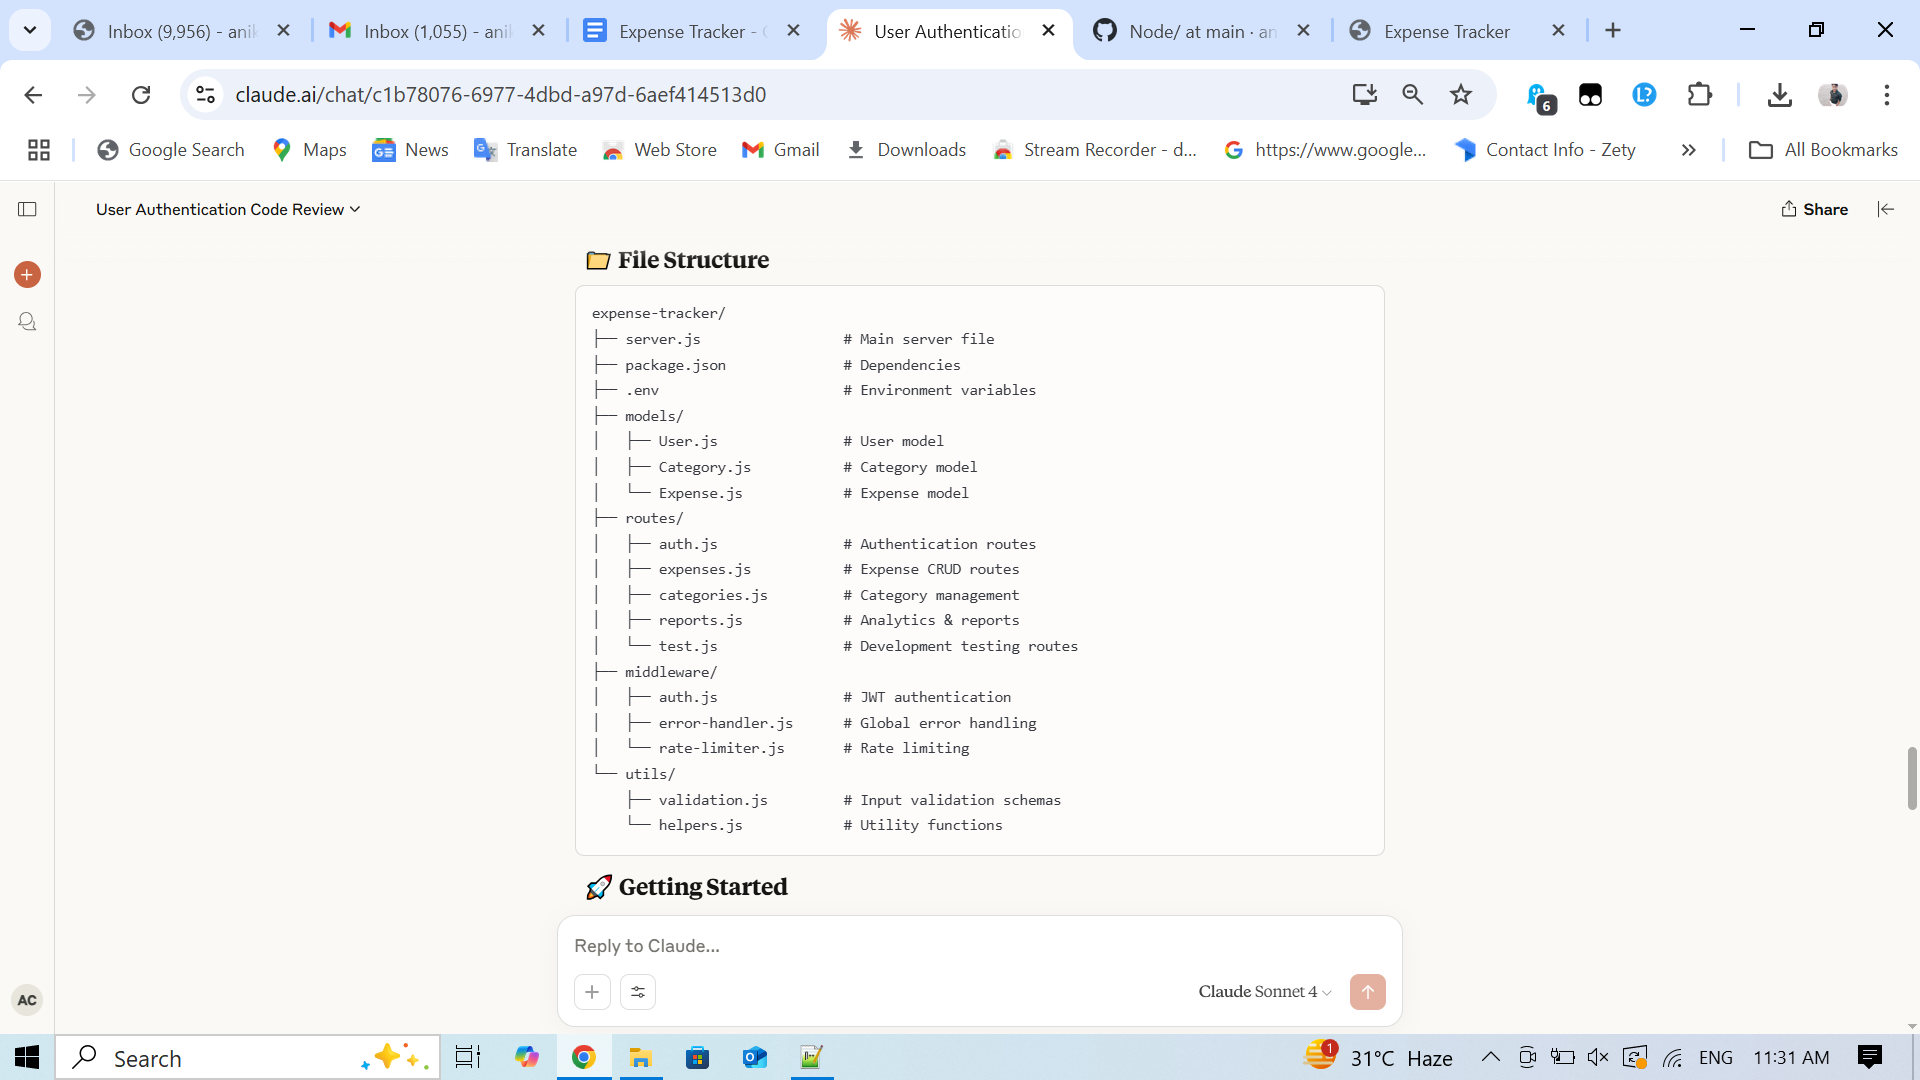 Inbox (9,956) - anik
Inbox (1,055) - anik
Expense Tracker -
User Authenticatio
Node/ at main · an
Expense Tracker
claude.ai/chat/c1b78076-6977-4dbd-a97d-6aef414513d0
6
Google Search
Maps
News
Translate
Web Store
Gmail
Downloads
Stream Recorder - d...
https://www.google...
Contact Info - Zety
All Bookmarks
User Authentication Code Review
Share
File Structure
expense-tracker/
├── server.js # Main server file
├── package.json # Dependencies
├── .env # Environment variables
├── models/
│   ├── User.js # User model
│   ├── Category.js # Category model
│   └── Expense.js # Expense model
├── routes/
│   ├── auth.js # Authentication routes
│   ├── expenses.js # Expense CRUD routes
│   ├── categories.js # Category management
│   ├── reports.js # Analytics & reports
│   └── test.js # Development testing routes
├── middleware/
│   ├── auth.js # JWT authentication
│   ├── error-handler.js # Global error handling
│   └── rate-limiter.js # Rate limiting
└── utils/
    ├── validation.js # Input validation schemas
    └── helpers.js # Utility functions
Getting Started
Reply to Claude...
Claude Sonnet 4
AC
Search
1
31°C Haze
ENG
11:31 AM